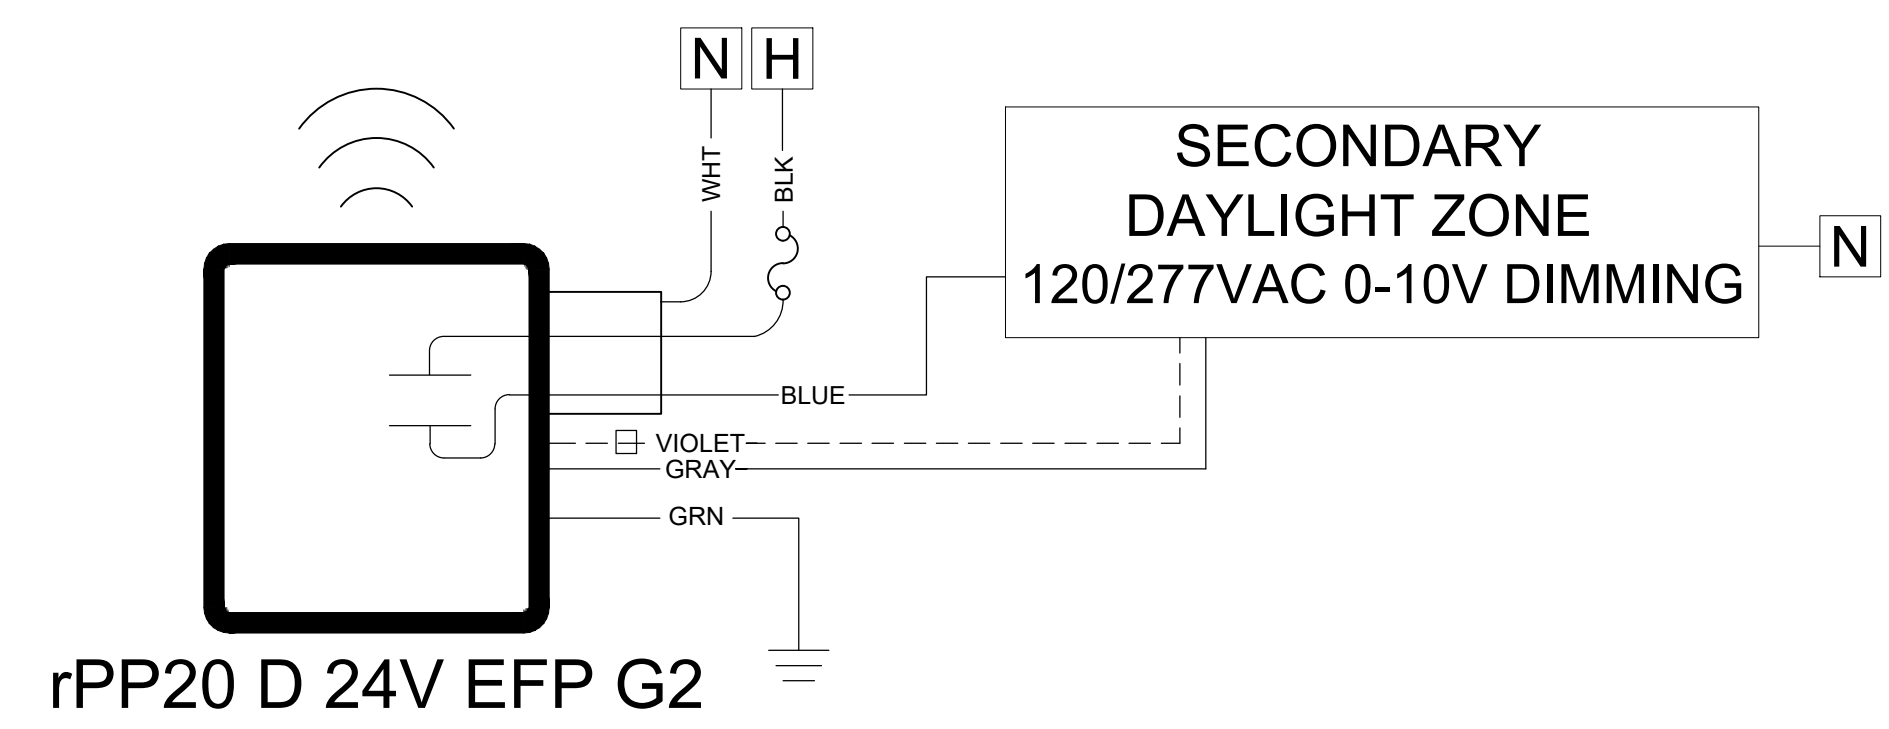 N H
WHT
BLK
SECONDARY
DAYLIGHT ZONE
120/277VAC 0-10V DIMMING
N
BLUE
VIOLET
GRAY
GRN
rPP20 D 24V EFP G2